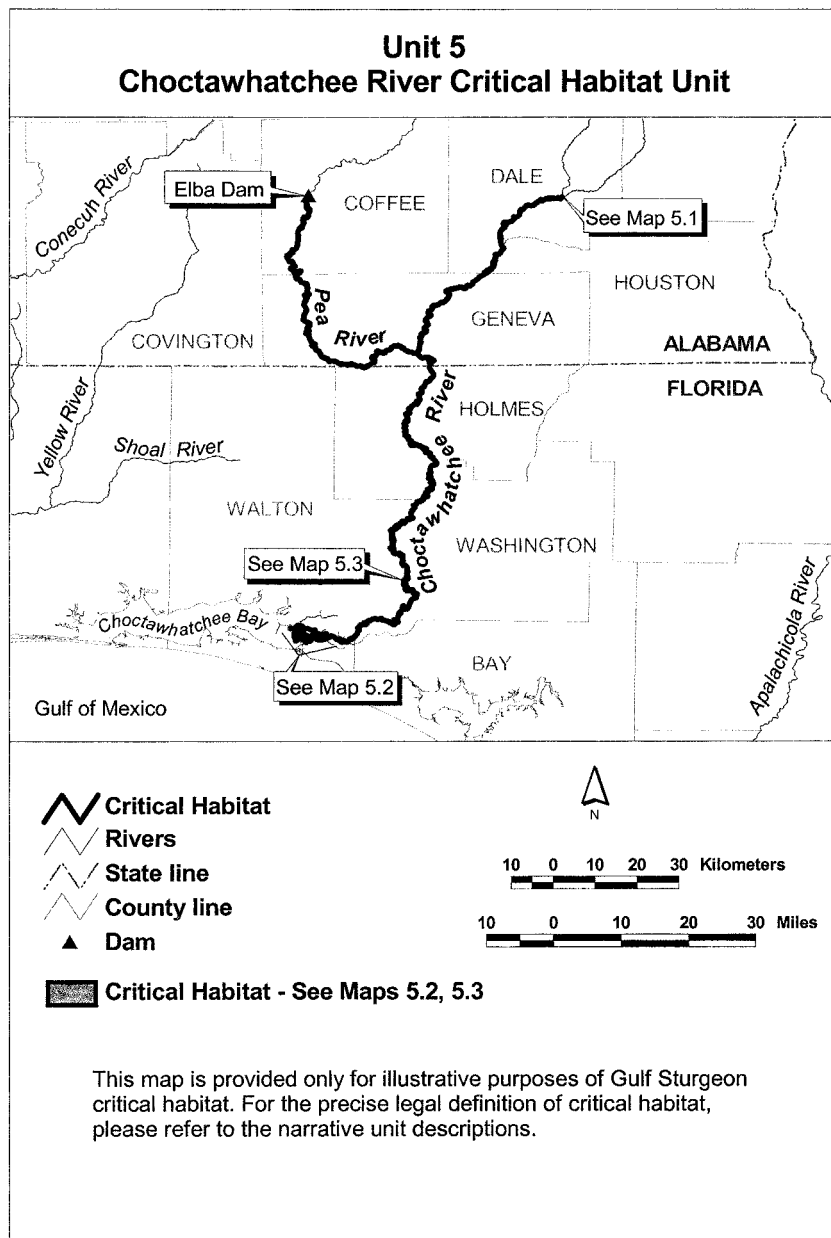 Unit 5
Choctawhatchee River Critical Habitat Unit
Conecuh River
Elba Dam
COFFEE
DALE
See Map 5.1
HOUSTON
Pea
River
GENEVA
COVINGTON
ALABAMA
FLORIDA
Yellow River
Shoal River
Choctawhatchee River
HOLMES
WALTON
WASHINGTON
See Map 5.3
Choctawhatchee Bay
Apalachicola River
BAY
See Map 5.2
Gulf of Mexico
Critical Habitat
Rivers
State line
County line
Dam
Critical Habitat - See Maps 5.2, 5.3
N
10 0 10 20 30 Kilometers
10 0 10 20 30 Miles
This map is provided only for illustrative purposes of Gulf Sturgeon
critical habitat. For the precise legal definition of critical habitat,
please refer to the narrative unit descriptions.